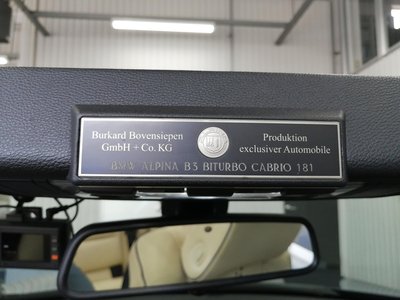 Burkard Bovensiepen
GmbH + Co. KG
Produktion
exclusiver Automobile
BMW ALPINA B3 BITURBO CABRIO 181